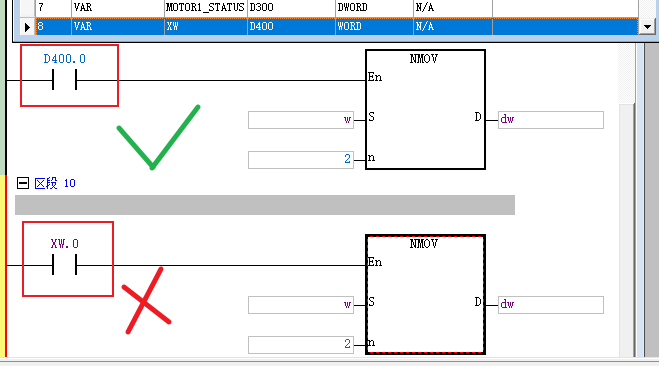 7 VAR MOTOR1_STATUS D300 DWORD N/A
8 VAR XW D400 WORD N/A
D400.0
NMOV
En
w S D dw
2 n
区段 10
XW.0
NMOV
En
w S D dw
2 n